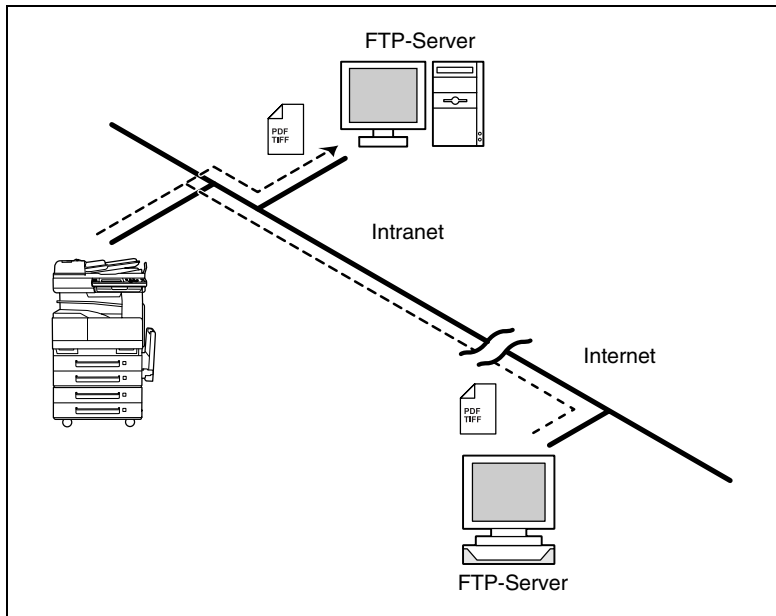 FTP-Server
PDF
TIFF
Intranet
Internet
PDF
TIFF
FTP-Server